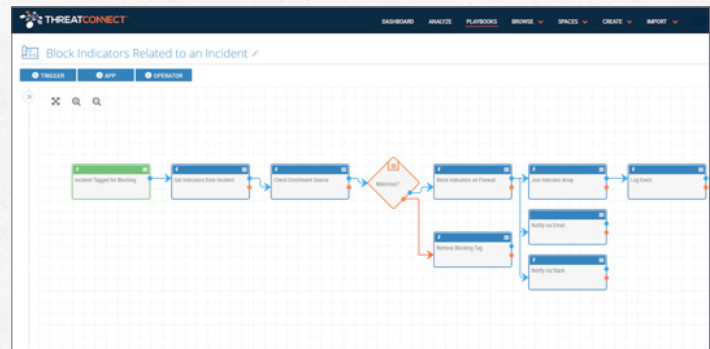 THREATCONNECT
DASHBOARD ANALYZE PLAYBOOKS BROWSE SPACES CREATE IMPORT
Block Indicators Related to an Incident
TRIGGER APP OPERATOR
Incident Tagged for Blocking
Get Indicators from Incident
Check Enrichment Source
Malicious?
Block Indicators on Firewall
Join Indicator Array
Log Event
Remove Blocking Tag
Notify via Email
Notify via Slack